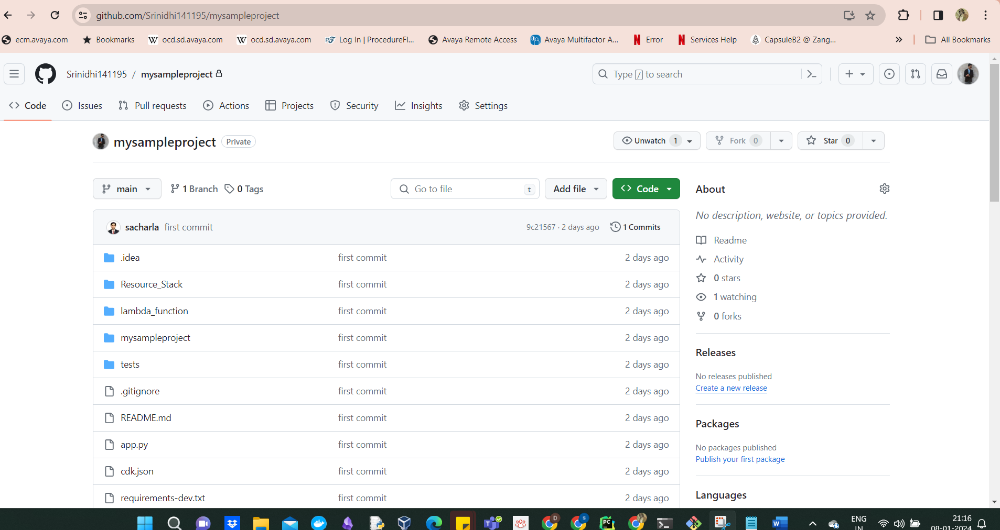 github.com/Srinidhi141195/mysampleproject
ecm.avaya.com Bookmarks W ocd.sd.avaya.com W ocd.sd.avaya.com PF Log In | ProcedureFl... Avaya Remote Access Avaya Multifactor A... N Error N Services Help CapsuleB2 @ Zang... » All Bookmarks
Srinidhi141195 / mysampleproject Type / to search
Code Issues Pull requests Actions Projects Security Insights Settings
mysampleproject Private Unwatch 1 Fork 0 Star 0
main 1 Branch 0 Tags Go to file t Add file Code About
No description, website, or topics provided.
sacharla first commit 9c21567 · 2 days ago 1 Commits
Readme
.idea first commit 2 days ago
Activity
Resource_Stack first commit 2 days ago
0 stars
lambda_function first commit 2 days ago
1 watching
0 forks
mysampleproject first commit 2 days ago
Releases
tests first commit 2 days ago
No releases published
Create a new release
.gitignore first commit 2 days ago
README.md first commit 2 days ago
Packages
app.py first commit 2 days ago
No packages published
Publish your first package
cdk.json first commit 2 days ago
requirements-dev.txt first commit 2 days ago
Languages
ENG
IN
21:16
08-01-2024